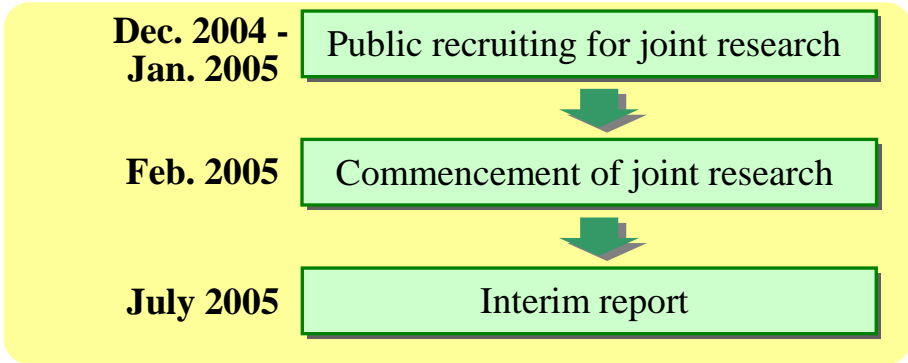 Dec. 2004 -
Jan. 2005
Public recruiting for joint research
Feb. 2005
Commencement of joint research
July 2005
Interim report